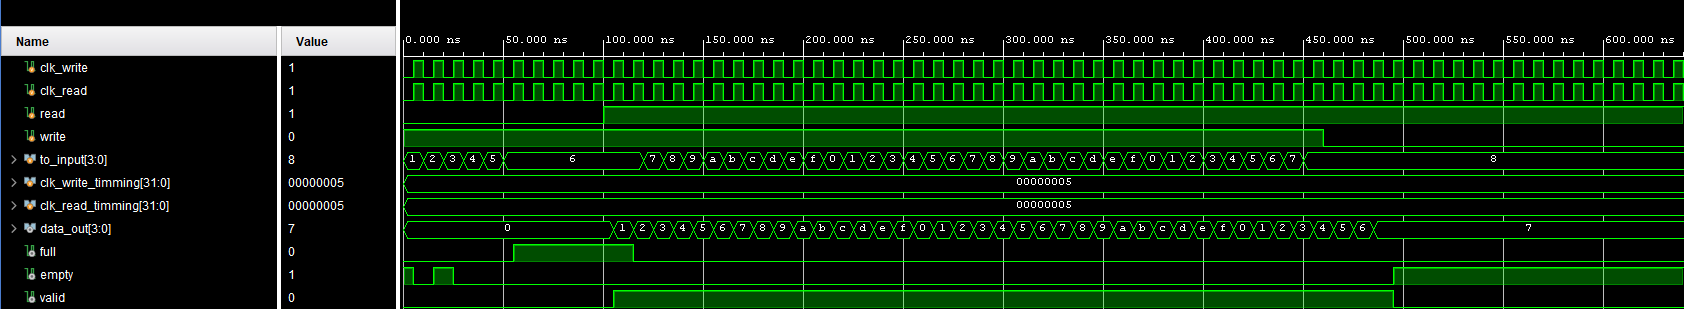 Name Value
0.000 ns 50.000 ns 100.000 ns 150.000 ns 200.000 ns 250.000 ns 300.000 ns 350.000 ns 400.000 ns 450.000 ns 500.000 ns 550.000 ns 600.000 ns
clk_write 1
clk_read 1
read 1
write 0
to_input[3:0] 8 1 2 3 4 5 6 7 8 9 a b c d e f 0 1 2 3 4 5 6 7 8 9 a b c d e f 0 1 2 3 4 5 6 7 8
clk_write_timming[31:0] 00000005 00000005
clk_read_timming[31:0] 00000005 00000005
data_out[3:0] 7 0 1 2 3 4 5 6 7 8 9 a b c d e f 0 1 2 3 4 5 6 7 8 9 a b c d e f 0 1 2 3 4 5 6 7
full 0
empty 1
valid 0